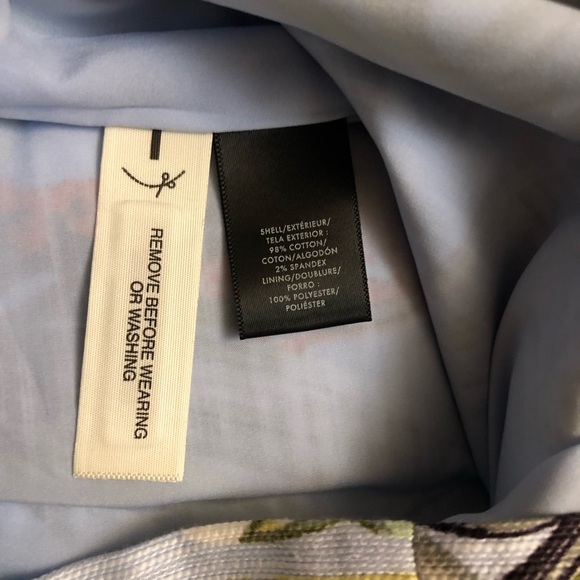 REMOVE BEFORE WEARING
OR WASHING
SHELL/EXTÉRIEUR/
TELA EXTERIOR :
98% COTTON/
COTON/ALGODÓN
2% SPANDEX
LINING/DOUBLURE/
FORRO :
100% POLYESTER/
POLIÉSTER